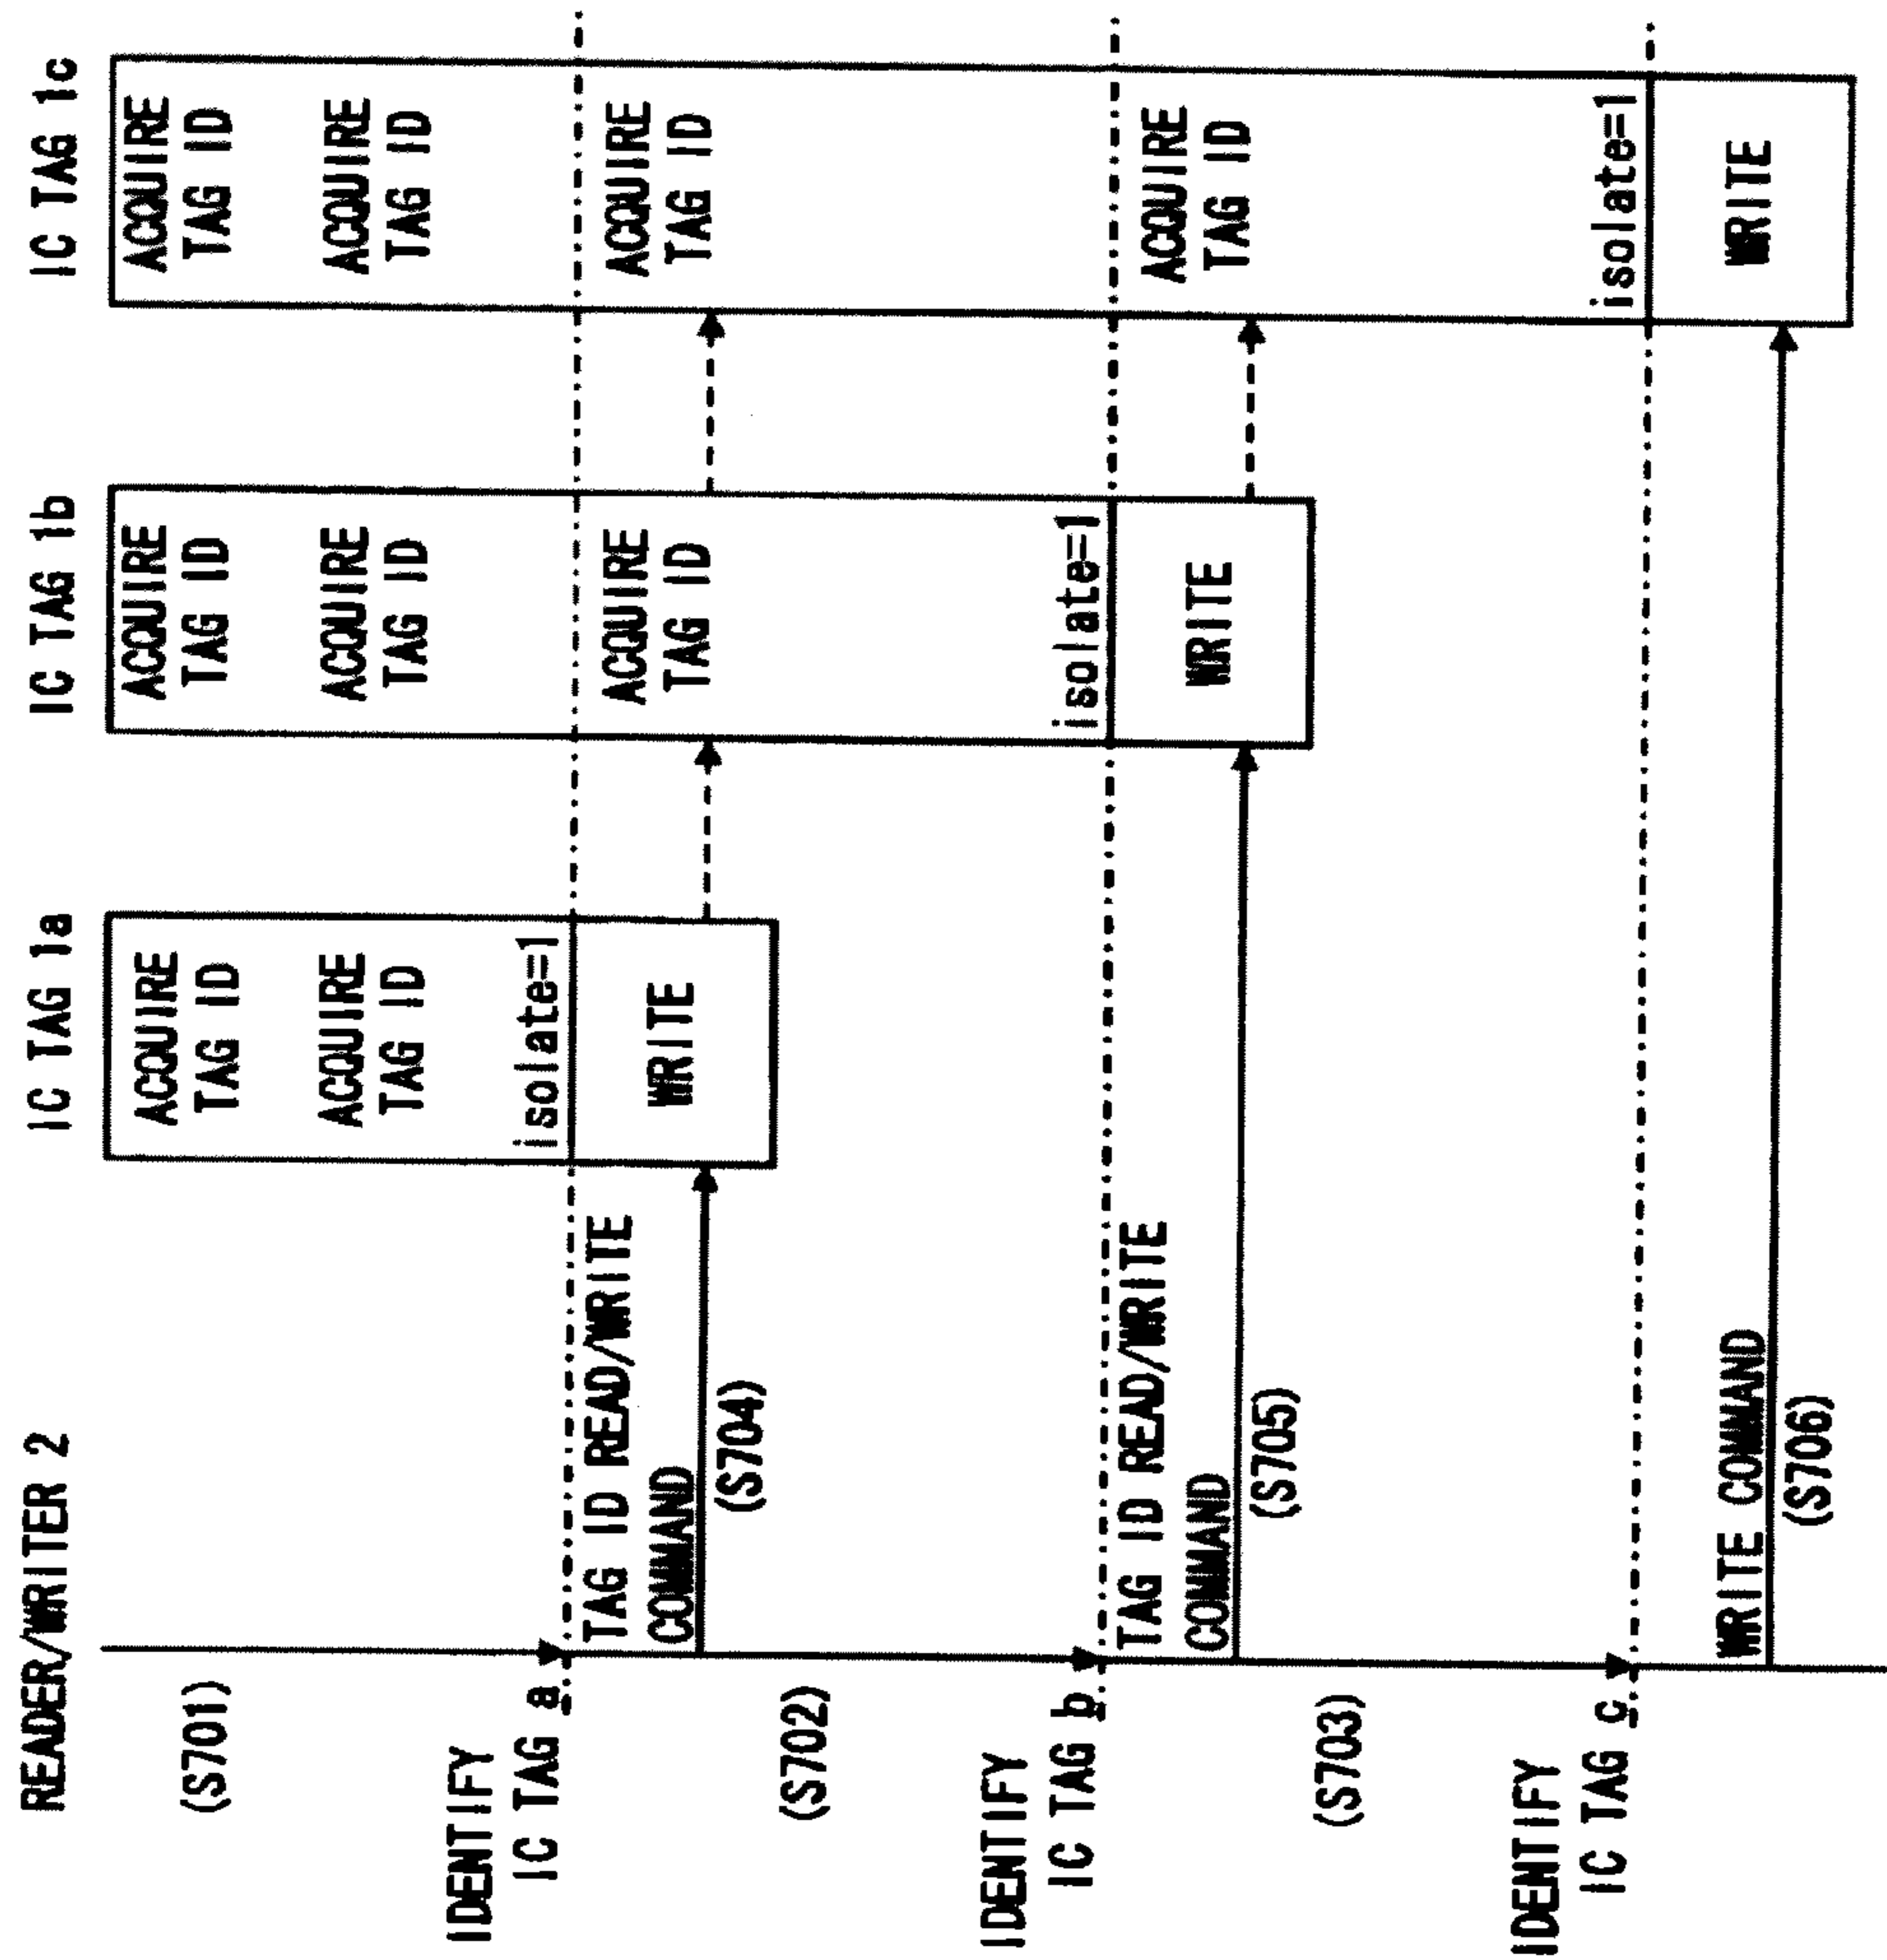 READER/WRITER 2
IC TAG 1a
IC TAG 1b
IC TAG 1c
(S701)
IDENTIFY
IC TAG a
(S702)
IDENTIFY
IC TAG b
(S703)
IDENTIFY
IC TAG c
TAG ID READ/WRITE
COMMAND
(S704)
TAG ID READ/WRITE
COMMAND
(S705)
WRITE COMMAND
(S706)
ACQUIRE
TAG ID
ACQUIRE
TAG ID
isolate=1
WRITE
ACQUIRE
TAG ID
ACQUIRE
TAG ID
ACQUIRE
TAG ID
isolate=1
WRITE
ACQUIRE
TAG ID
ACQUIRE
TAG ID
ACQUIRE
TAG ID
ACQUIRE
TAG ID
isolate=1
WRITE